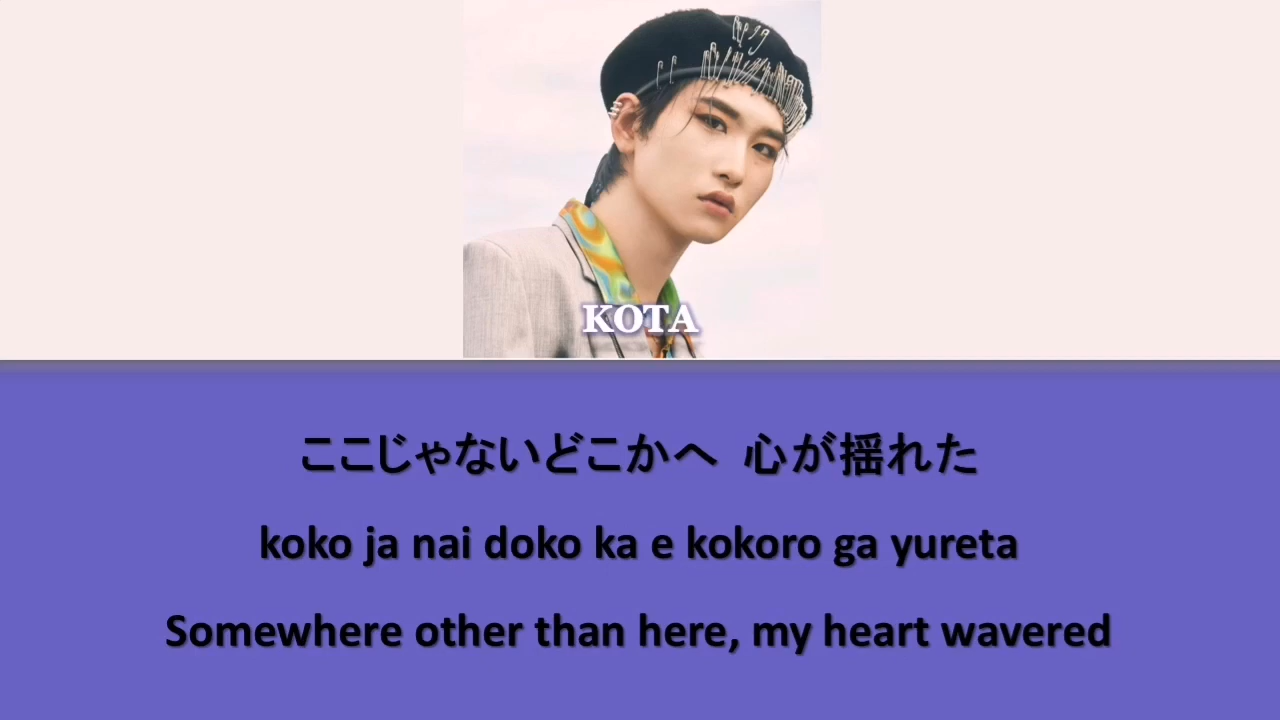 KOTA
ここじゃないどこかへ 心が揺れた
koko ja nai doko ka e kokoro ga yureta
Somewhere other than here, my heart wavered